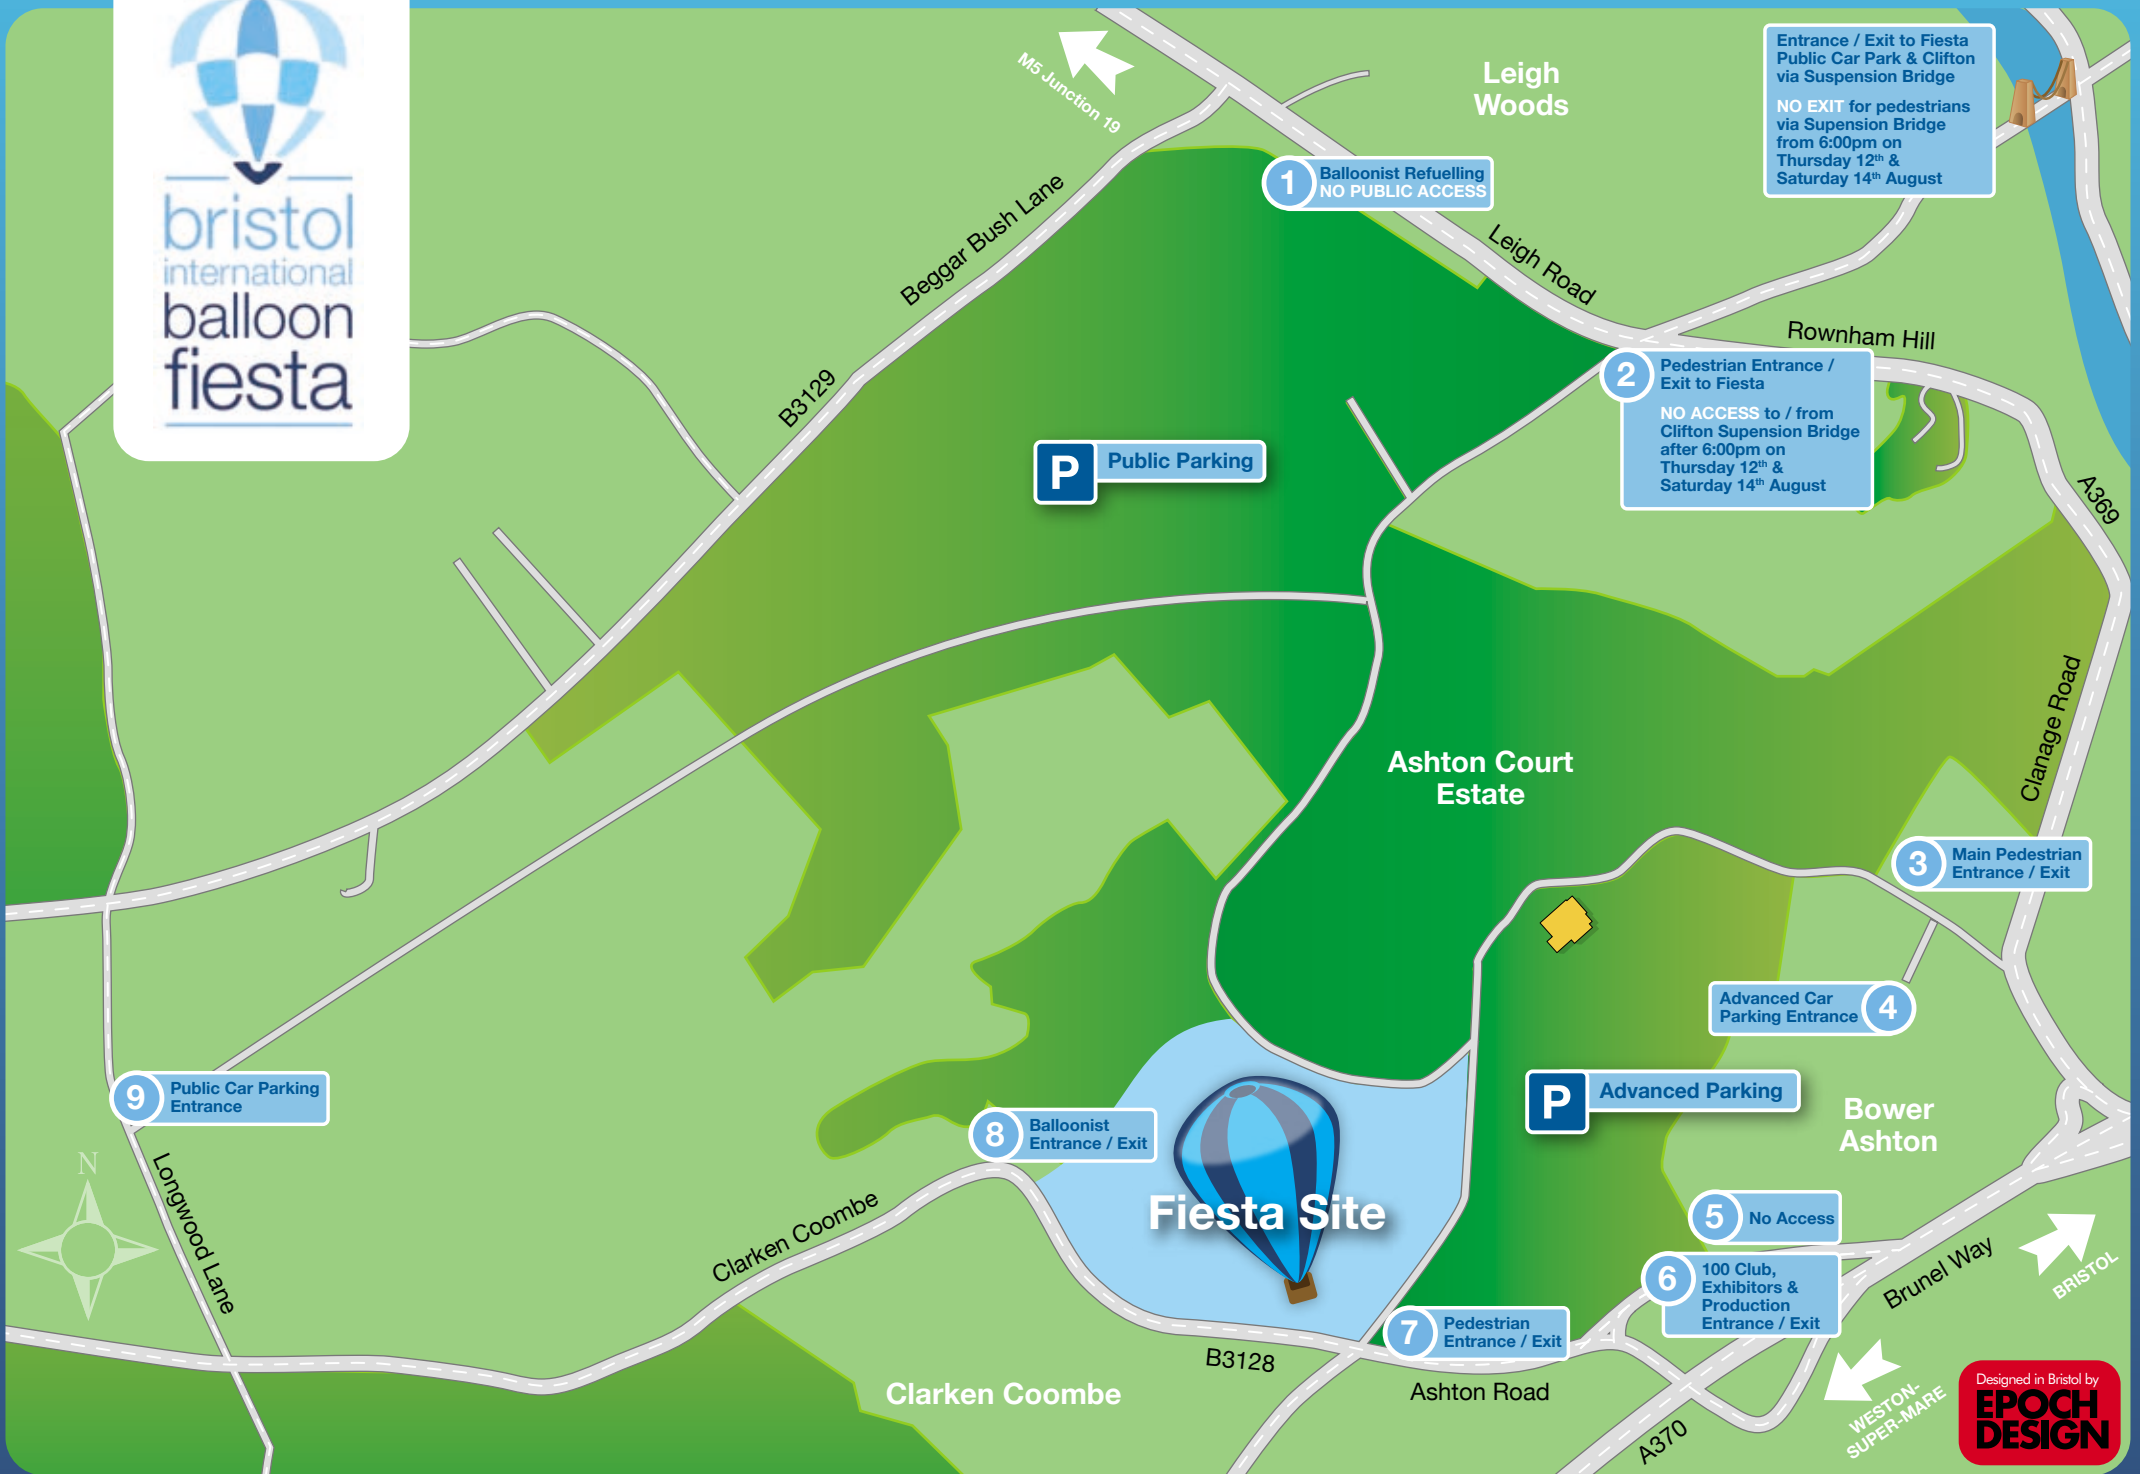 bristol
international
balloon
fiesta
M5 Junction 19
Leigh
Woods
Entrance / Exit to Fiesta
Public Car Park & Clifton
via Suspension Bridge
NO EXIT for pedestrians
via Supension Bridge
from 6:00pm on
Thursday 12th &
Saturday 14th August
1
Balloonist Refuelling
NO PUBLIC ACCESS
Beggar Bush Lane
Leigh Road
Rownham Hill
B3129
2
Pedestrian Entrance /
Exit to Fiesta
NO ACCESS to / from
Clifton Supension Bridge
after 6:00pm on
Thursday 12th &
Saturday 14th August
P
Public Parking
A369
Clanage Road
Ashton Court
Estate
3
Main Pedestrian
Entrance / Exit
Advanced Car
Parking Entrance
4
9
Public Car Parking
Entrance
P
Advanced Parking
Bower
Ashton
8
Balloonist
Entrance / Exit
N
Longwood Lane
Clarken Coombe
Fiesta Site
5
No Access
6
100 Club,
Exhibitors &
Production
Entrance / Exit
Brunel Way
BRISTOL
7
Pedestrian
Entrance / Exit
B3128
Ashton Road
Clarken Coombe
A370
WESTON-
SUPER-MARE
Designed in Bristol by
EPOCH
DESIGN